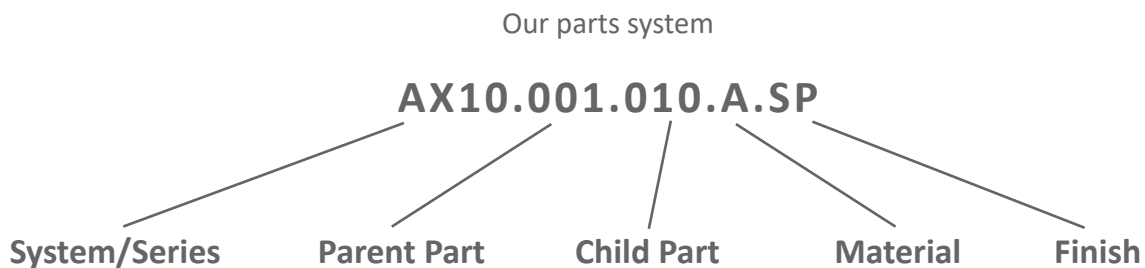 Our parts system
AX10.001.010.A.SP
System/Series Parent Part Child Part Material Finish